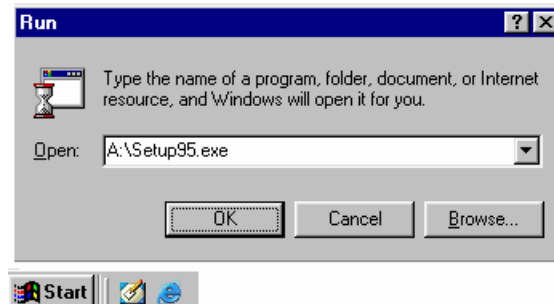 Run
Type the name of a program, folder, document, or Internet
resource, and Windows will open it for you.
Open: A:\Setup95.exe
OK Cancel Browse...
Start